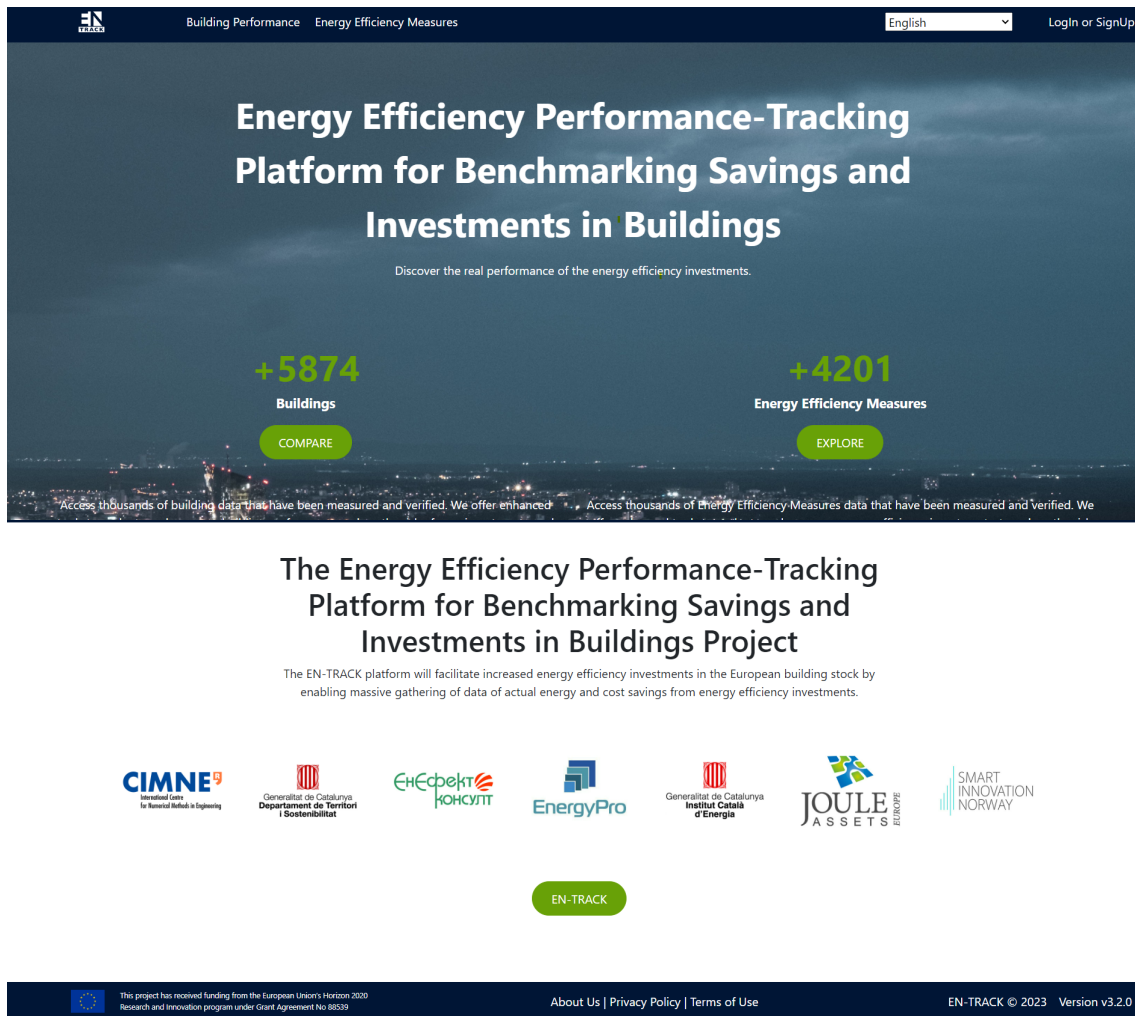 EN TRACK
Building Performance Energy Efficiency Measures English LogIn or SignUp
Energy Efficiency Performance-Tracking
Platform for Benchmarking Savings and
Investments in Buildings
Discover the real performance of the energy efficiency investments.
+5874
Buildings
COMPARE
+4201
Energy Efficiency Measures
EXPLORE
Access thousands of building data that have been measured and verified. We offer enhanced
Access thousands of Energy Efficiency Measures data that have been measured and verified. We
The Energy Efficiency Performance-Tracking
Platform for Benchmarking Savings and
Investments in Buildings Project
The EN-TRACK platform will facilitate increased energy efficiency investments in the European building stock by
enabling massive gathering of data of actual energy and cost savings from energy efficiency investments.
CIMNE
International Centre
for Numerical Methods in Engineering
Generalitat de Catalunya
Departament de Territori
i Sostenibilitat
ЕнЕфект
КОНСУЛТ
EnergyPro
Generalitat de Catalunya
Institut Català
d'Energia
JOULE
ASSETS
EUROPE
SMART
INNOVATION
NORWAY
EN-TRACK
This project has received funding from the European Union's Horizon 2020
Research and Innovation program under Grant Agreement No 88539
About Us | Privacy Policy | Terms of Use
EN-TRACK © 2023 Version v3.2.0